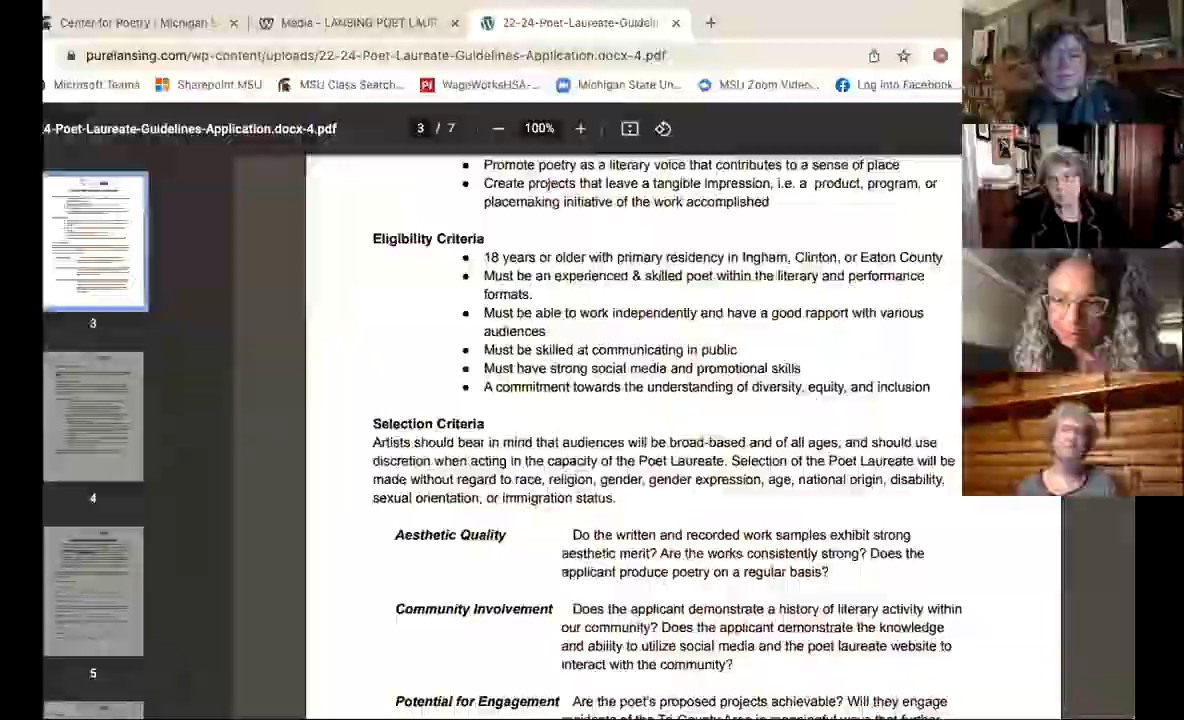 Center for Poetry | Michigan
Media - LANSING POET LAUR
22-24-Poet-Laureate-Guidelin
purelansing.com/wp-content/uploads/22-24-Poet-Laureate-Guidelines-Application.docx-4.pdf
Microsoft Teams Sharepoint MSU MSU Class Search... WageWorksHSA-... Michigan State Un... MSU Zoom Video... Log into Facebook
4-Poet-Laureate-Guidelines-Application.docx-4.pdf 3 / 7 100%
Promote poetry as a literary voice that contributes to a sense of place
Create projects that leave a tangible impression, i.e. a product, program, or
placemaking initiative of the work accomplished
Eligibility Criteria
18 years or older with primary residency in Ingham, Clinton, or Eaton County
Must be an experienced & skilled poet within the literary and performance
formats.
Must be able to work independently and have a good rapport with various
audiences
Must be skilled at communicating in public
Must have strong social media and promotional skills
A commitment towards the understanding of diversity, equity, and inclusion
Selection Criteria
Artists should bear in mind that audiences will be broad-based and of all ages, and should use
discretion when acting in the capacity of the Poet Laureate. Selection of the Poet Laureate will be
made without regard to race, religion, gender, gender expression, age, national origin, disability,
sexual orientation, or immigration status.
Aesthetic Quality Do the written and recorded work samples exhibit strong
aesthetic merit? Are the works consistently strong? Does the
applicant produce poetry on a regular basis?
Community Involvement Does the applicant demonstrate a history of literary activity within
our community? Does the applicant demonstrate the knowledge
and ability to utilize social media and the poet laureate website to
interact with the community?
Potential for Engagement Are the poet's proposed projects achievable? Will they engage
residents of the Tri-County Area in meaningful ways that further
3
4
5